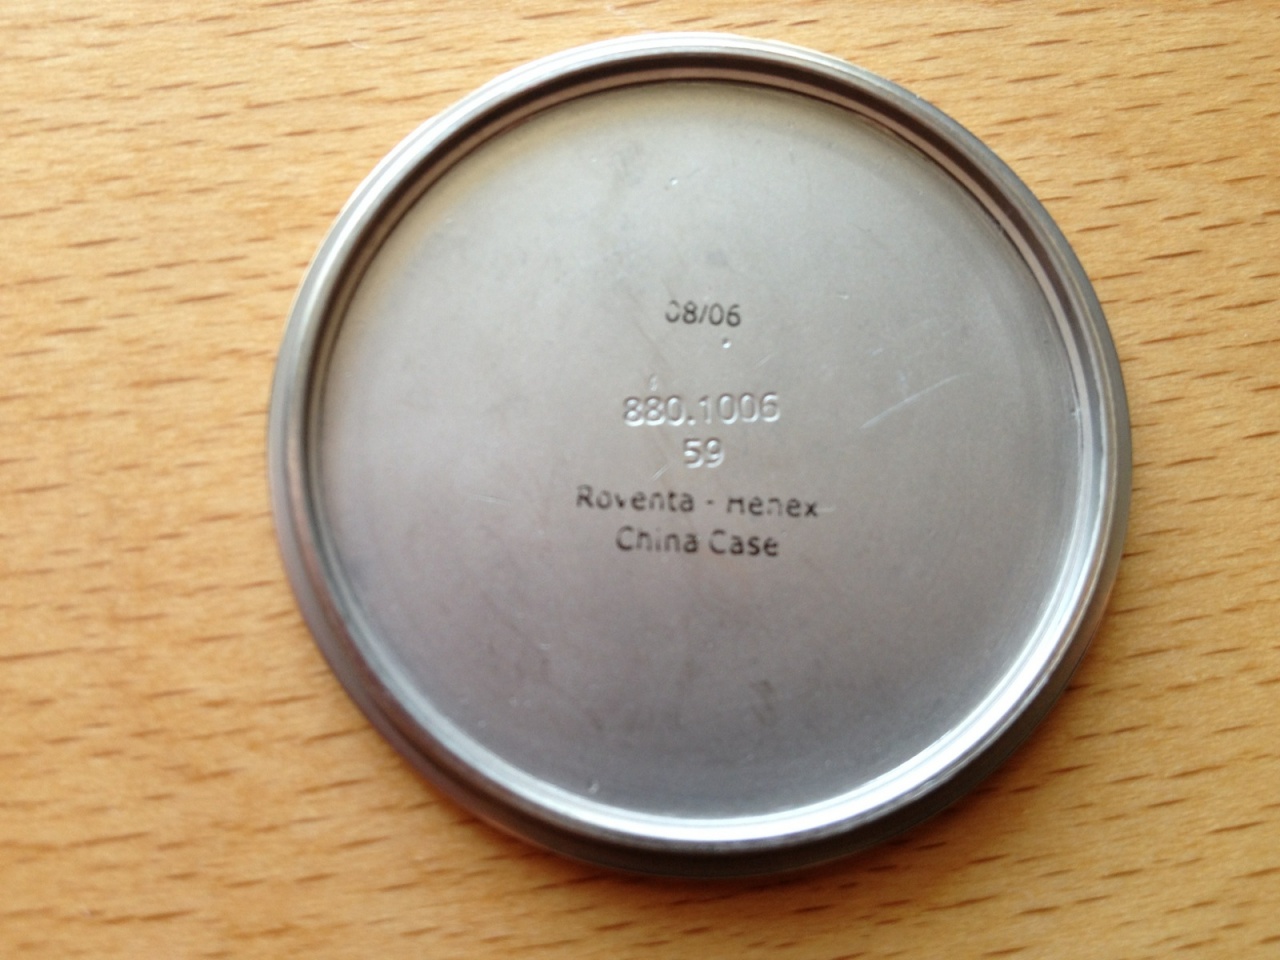 08/06
880.1006
59
Roventa - Henex
China Case